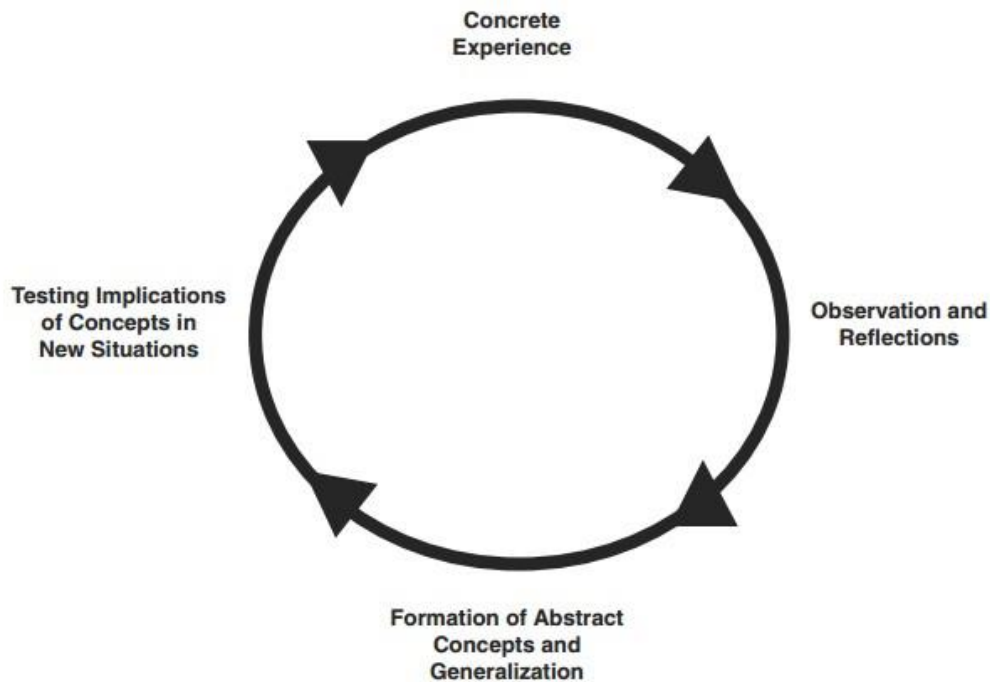 Concrete
Experience
Testing Implications
of Concepts in
New Situations
Observation and
Reflections
Formation of Abstract
Concepts and
Generalization